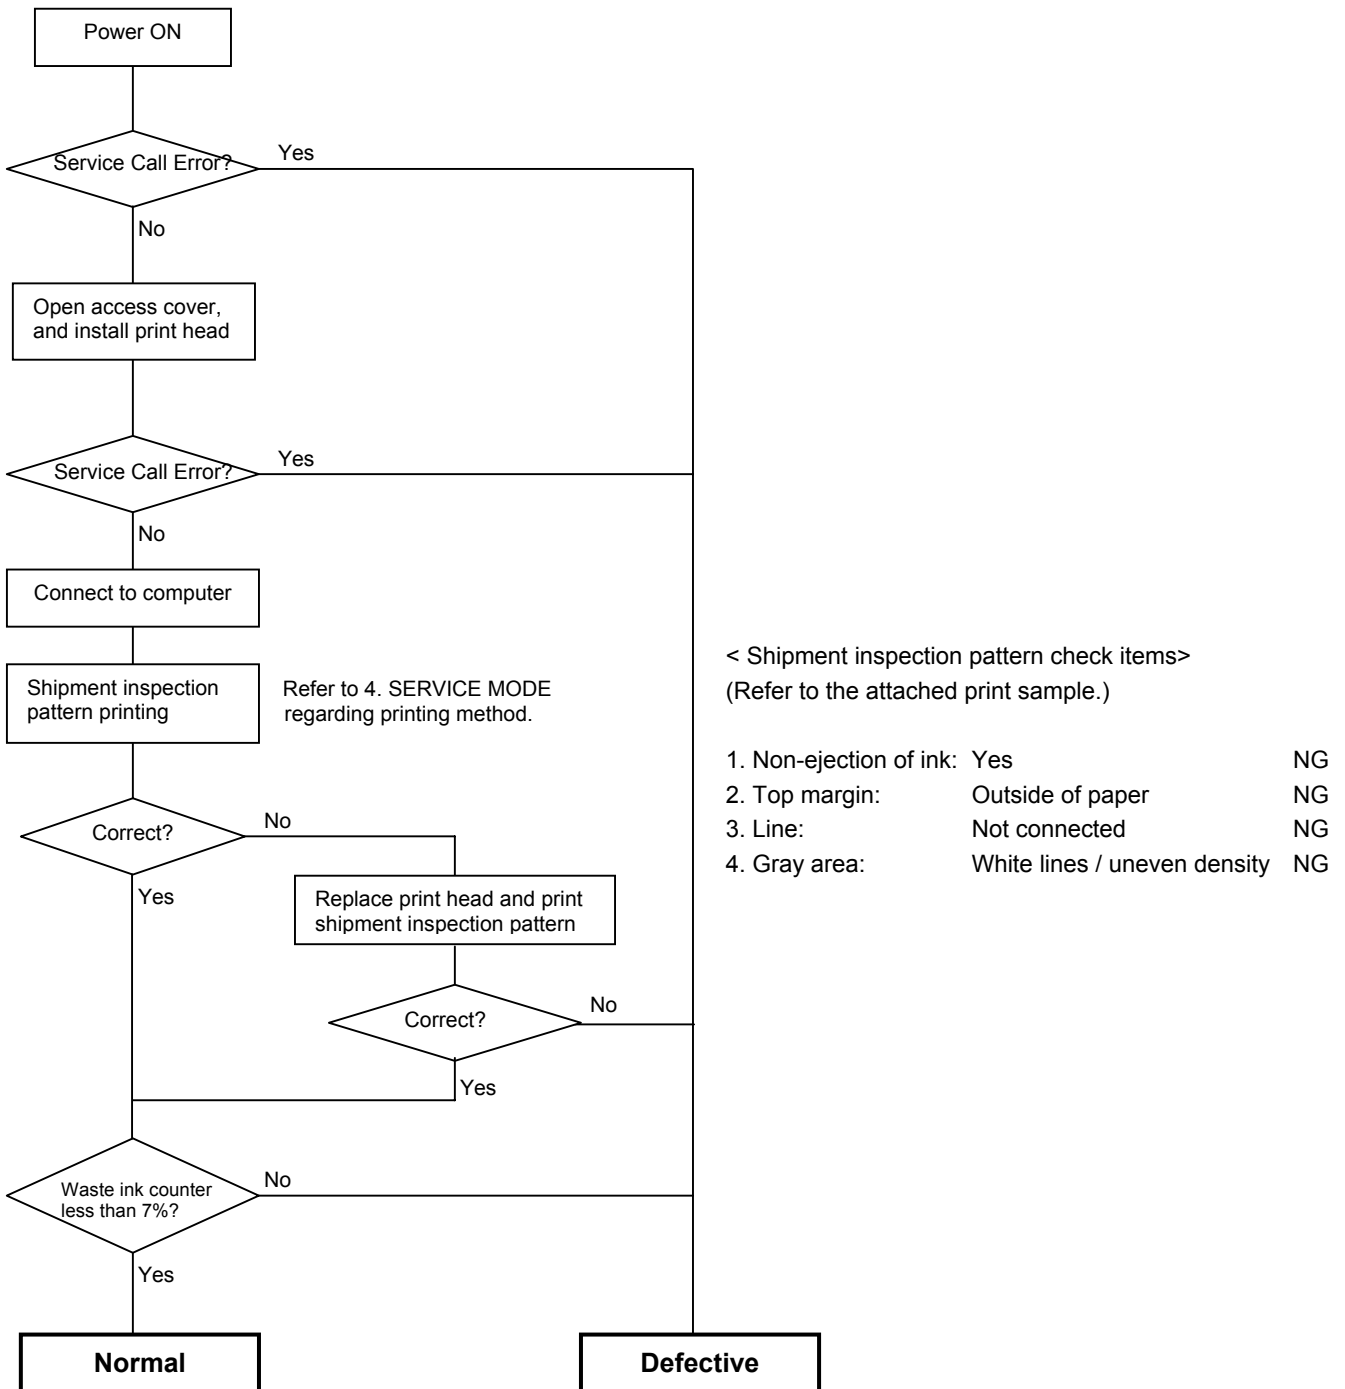 Power ON
Service Call Error?
Yes
No
Open access cover,
and install print head
Service Call Error?
Yes
No
Connect to computer
Shipment inspection
pattern printing
Refer to 4. SERVICE MODE
regarding printing method.
Correct?
No
Yes
Replace print head and print
shipment inspection pattern
Correct?
No
Yes
Waste ink counter
less than 7%?
No
Yes
Normal
Defective
< Shipment inspection pattern check items>
(Refer to the attached print sample.)
1. Non-ejection of ink: Yes NG
2. Top margin: Outside of paper NG
3. Line: Not connected NG
4. Gray area: White lines / uneven density NG